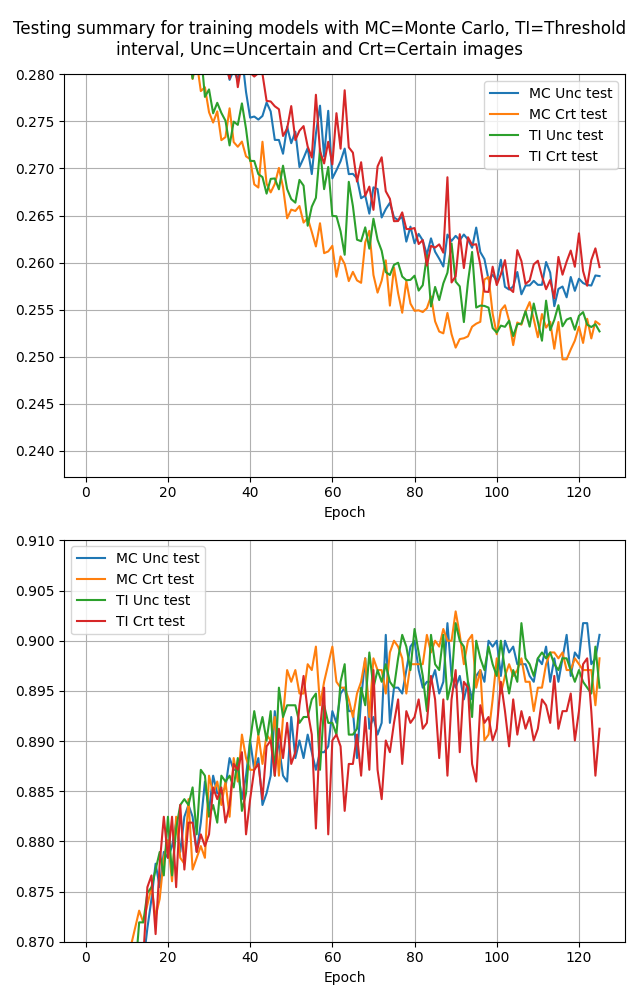 Testing summary for training models with MC=Monte Carlo, TI=Threshold
interval, Unc=Uncertain and Crt=Certain images
0.280
0.275
0.270
0.265
0.260
0.255
0.250
0.245
0.240
MC Unc test
MC Crt test
TI Unc test
TI Crt test
0 20 40 60 80 100 120
Epoch
0.910
0.905
0.900
0.895
0.890
0.885
0.880
0.875
0.870
MC Unc test
MC Crt test
TI Unc test
TI Crt test
0 20 40 60 80 100 120
Epoch